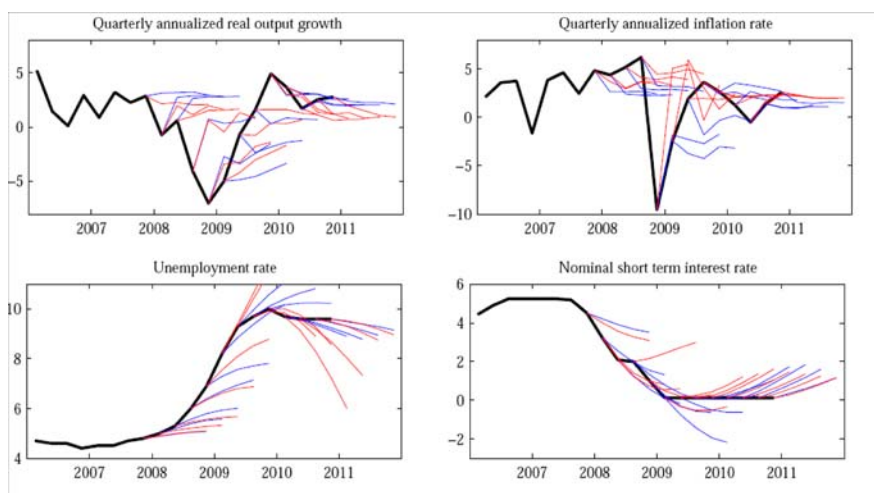 Quarterly annualized real output growth
5
0
−5
2007 2008 2009 2010 2011
Quarterly annualized inflation rate
5
0
−5
−10
2007 2008 2009 2010 2011
Unemployment rate
10
8
6
4
2007 2008 2009 2010 2011
Nominal short term interest rate
6
4
2
0
−2
2007 2008 2009 2010 2011